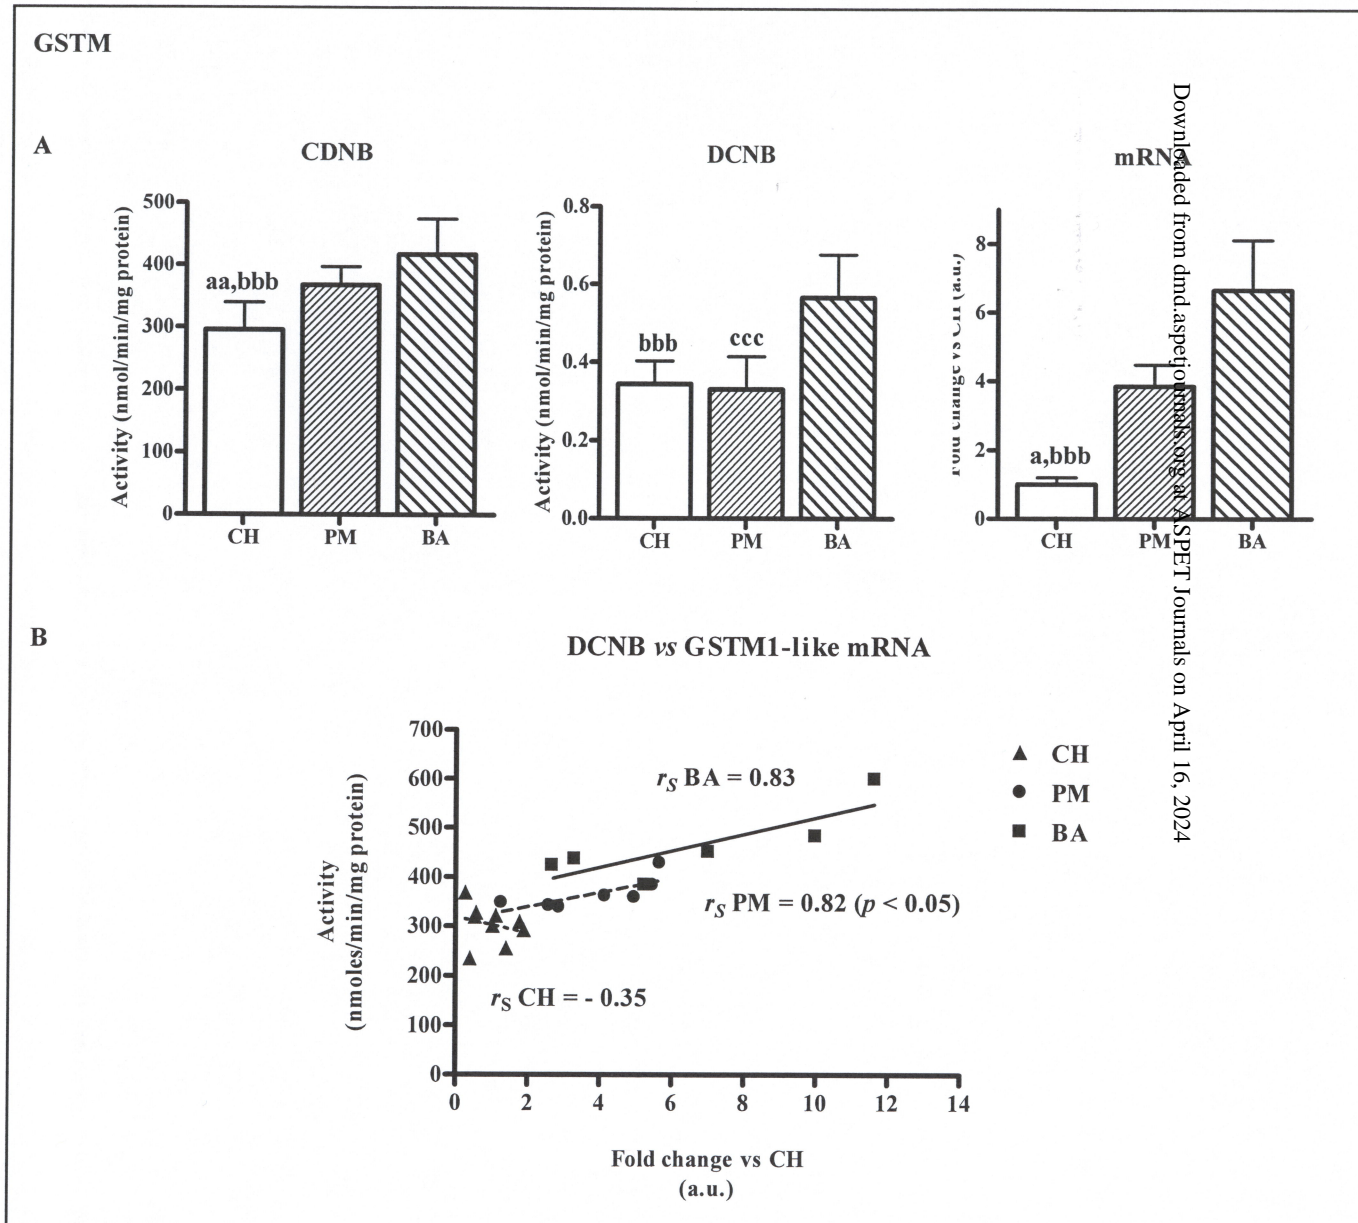 GSTM
A
CDNB
Activity (nmol/min/mg protein)
500
400
300
200
100
0
aa,bbb
CH PM BA
DCNB
Activity (nmol/min/mg protein)
0.8
0.6
0.4
0.2
0.0
bbb
ccc
CH PM BA
mRNA
Fold change vs CH (a.u.)
8
6
4
2
0
a,bbb
CH PM BA
B
DCNB vs GSTM1-like mRNA
Activity
(nmoles/min/mg protein)
700
600
500
400
300
200
100
0
rS BA = 0.83
rS PM = 0.82 (p < 0.05)
rS CH = - 0.35
0 2 4 6 8 10 12 14
Fold change vs CH
(a.u.)
CH
PM
BA
Downloaded from dmd.aspetjournals.org at ASPET Journals on April 16, 2024